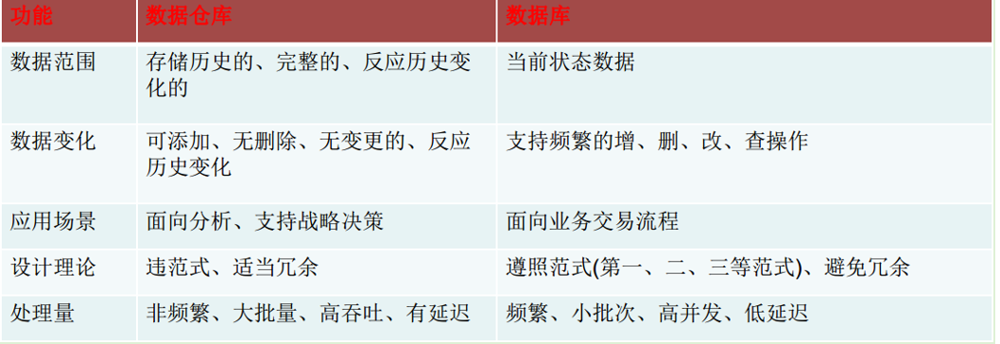 功能 数据仓库 数据库
数据范围 存储历史的、完整的、反应历史变 当前状态数据
化的
数据变化 可添加、无删除、无变更的、反应 支持频繁的增、删、改、查操作
历史变化
应用场景 面向分析、支持战略决策 面向业务交易流程
设计理论 违范式、适当冗余 遵照范式(第一、二、三等范式)、避免冗余
处理量 非频繁、大批量、高吞吐、有延迟 频繁、小批次、高并发、低延迟